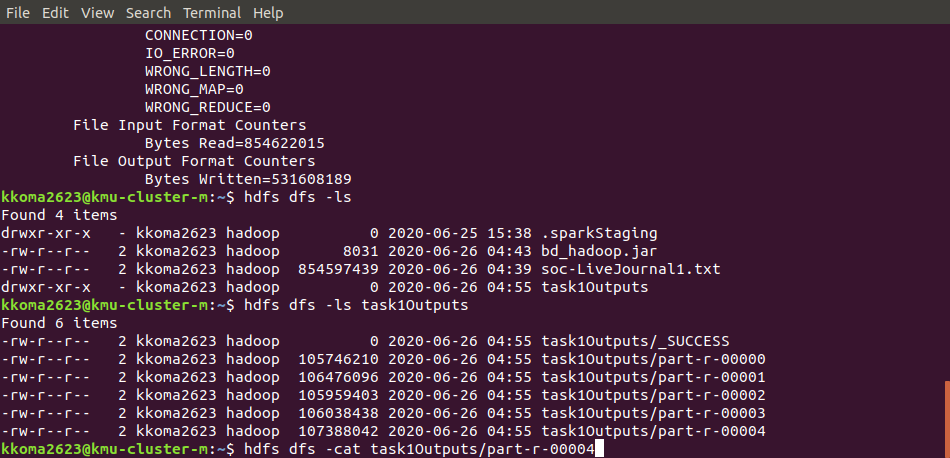 File Edit View Search Terminal Help
CONNECTION=0
IO_ERROR=0
WRONG_LENGTH=0
WRONG_MAP=0
WRONG_REDUCE=0
File Input Format Counters
Bytes Read=854622015
File Output Format Counters
Bytes Written=531608189
kkoma2623@kmu-cluster-m:~$ hdfs dfs -ls
Found 4 items
drwxr-xr-x - kkoma2623 hadoop 0 2020-06-25 15:38 .sparkStaging
-rw-r--r-- 2 kkoma2623 hadoop 8031 2020-06-26 04:43 bd_hadoop.jar
-rw-r--r-- 2 kkoma2623 hadoop 854597439 2020-06-26 04:39 soc-LiveJournal1.txt
drwxr-xr-x - kkoma2623 hadoop 0 2020-06-26 04:55 task1Outputs
kkoma2623@kmu-cluster-m:~$ hdfs dfs -ls task1Outputs
Found 6 items
-rw-r--r-- 2 kkoma2623 hadoop 0 2020-06-26 04:55 task1Outputs/_SUCCESS
-rw-r--r-- 2 kkoma2623 hadoop 105746210 2020-06-26 04:55 task1Outputs/part-r-00000
-rw-r--r-- 2 kkoma2623 hadoop 106476096 2020-06-26 04:55 task1Outputs/part-r-00001
-rw-r--r-- 2 kkoma2623 hadoop 105959403 2020-06-26 04:55 task1Outputs/part-r-00002
-rw-r--r-- 2 kkoma2623 hadoop 106038438 2020-06-26 04:55 task1Outputs/part-r-00003
-rw-r--r-- 2 kkoma2623 hadoop 107388042 2020-06-26 04:55 task1Outputs/part-r-00004
kkoma2623@kmu-cluster-m:~$ hdfs dfs -cat task1Outputs/part-r-00004